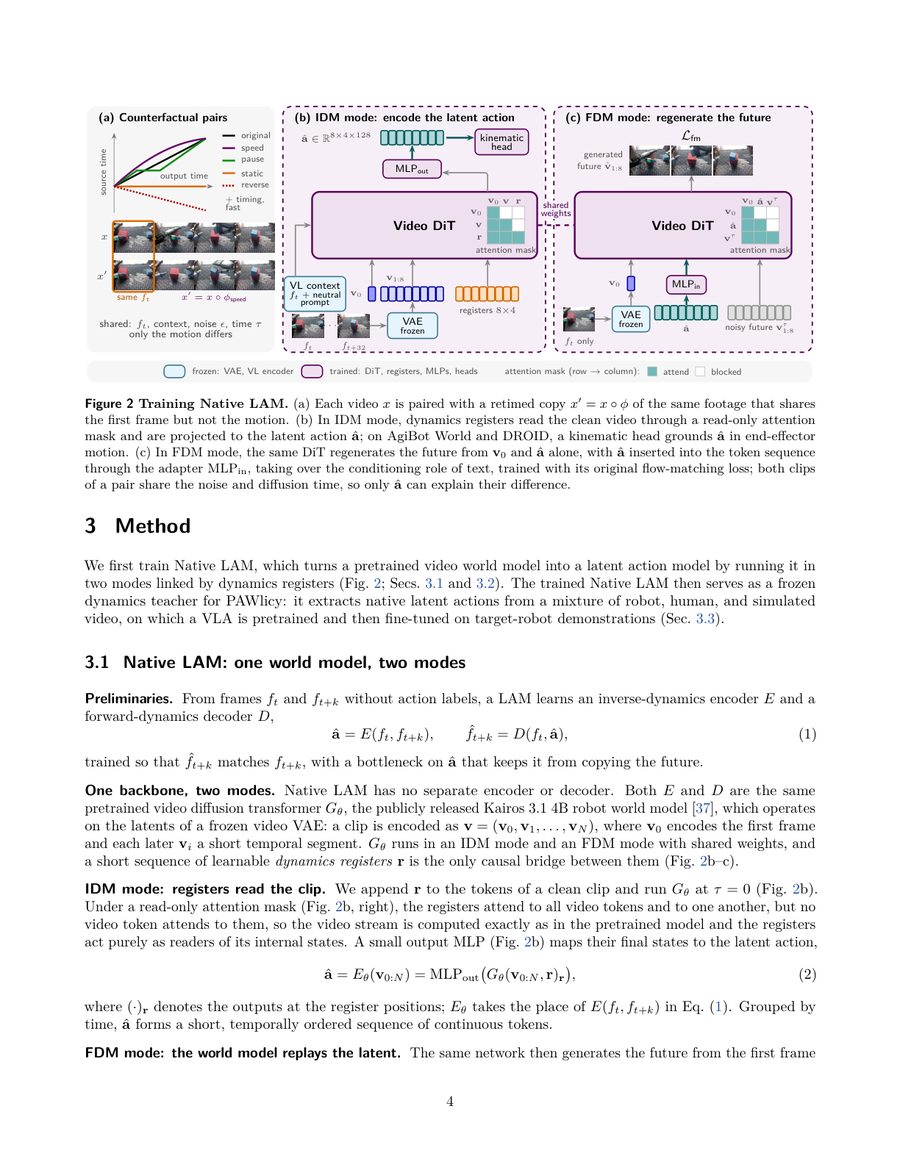 (a) Counterfactual pairs
source time
output time
original
speed
pause
static
reverse
+ timing,
fast
x
x′
same f_t
x′ = x ∘ ϕ_speed
shared: f_t, context, noise ϵ, time τ
only the motion differs
(b) IDM mode: encode the latent action
â ∈ ℝ^{8×4×128}
kinematic
head
MLP_out
Video DiT
v_0 v r
v_0
v
r
attention mask
VL context
f_t + neutral
prompt
v_0
v_{1:8}
registers 8×4
VAE
frozen
f_t
f_{t+32}
shared
weights
(c) FDM mode: regenerate the future
ℒ_fm
generated
future v̂_{1:8}
Video DiT
v_0 â v^τ
v_0
â
v^τ
attention mask
v_0
MLP_in
VAE
frozen
f_t only
â
noisy future v^τ_{1:8}
frozen: VAE, VL encoder
trained: DiT, registers, MLPs, heads
attention mask (row → column):
attend
blocked
Figure 2 Training Native LAM. (a) Each video x is paired with a retimed copy x′ = x ∘ ϕ of the same footage that shares
the first frame but not the motion. (b) In IDM mode, dynamics registers read the clean video through a read-only attention
mask and are projected to the latent action â; on AgiBot World and DROID, a kinematic head grounds â in end-effector
motion. (c) In FDM mode, the same DiT regenerates the future from v_0 and â alone, with â inserted into the token sequence
through the adapter MLP_in, taking over the conditioning role of text, trained with its original flow-matching loss; both clips
of a pair share the noise and diffusion time, so only â can explain their difference.
3 Method
We first train Native LAM, which turns a pretrained video world model into a latent action model by running it in
two modes linked by dynamics registers (Fig. 2; Secs. 3.1 and 3.2). The trained Native LAM then serves as a frozen
dynamics teacher for PAWlicy: it extracts native latent actions from a mixture of robot, human, and simulated
video, on which a VLA is pretrained and then fine-tuned on target-robot demonstrations (Sec. 3.3).
3.1 Native LAM: one world model, two modes
Preliminaries. From frames f_t and f_{t+k} without action labels, a LAM learns an inverse-dynamics encoder E and a
forward-dynamics decoder D,
â = E(f_t, f_{t+k}), f̂_{t+k} = D(f_t, â), (1)
trained so that f̂_{t+k} matches f_{t+k}, with a bottleneck on â that keeps it from copying the future.
One backbone, two modes. Native LAM has no separate encoder or decoder. Both E and D are the same
pretrained video diffusion transformer G_θ, the publicly released Kairos 3.1 4B robot world model [37], which operates
on the latents of a frozen video VAE: a clip is encoded as v = (v_0, v_1, . . . , v_N), where v_0 encodes the first frame
and each later v_i a short temporal segment. G_θ runs in an IDM mode and an FDM mode with shared weights, and
a short sequence of learnable dynamics registers r is the only causal bridge between them (Fig. 2b–c).
IDM mode: registers read the clip. We append r to the tokens of a clean clip and run G_θ at τ = 0 (Fig. 2b).
Under a read-only attention mask (Fig. 2b, right), the registers attend to all video tokens and to one another, but no
video token attends to them, so the video stream is computed exactly as in the pretrained model and the registers
act purely as readers of its internal states. A small output MLP (Fig. 2b) maps their final states to the latent action,
â = E_θ(v_{0:N}) = MLP_out(G_θ(v_{0:N}, r)_r), (2)
where (·)_r denotes the outputs at the register positions; E_θ takes the place of E(f_t, f_{t+k}) in Eq. (1). Grouped by
time, â forms a short, temporally ordered sequence of continuous tokens.
FDM mode: the world model replays the latent. The same network then generates the future from the first frame
4